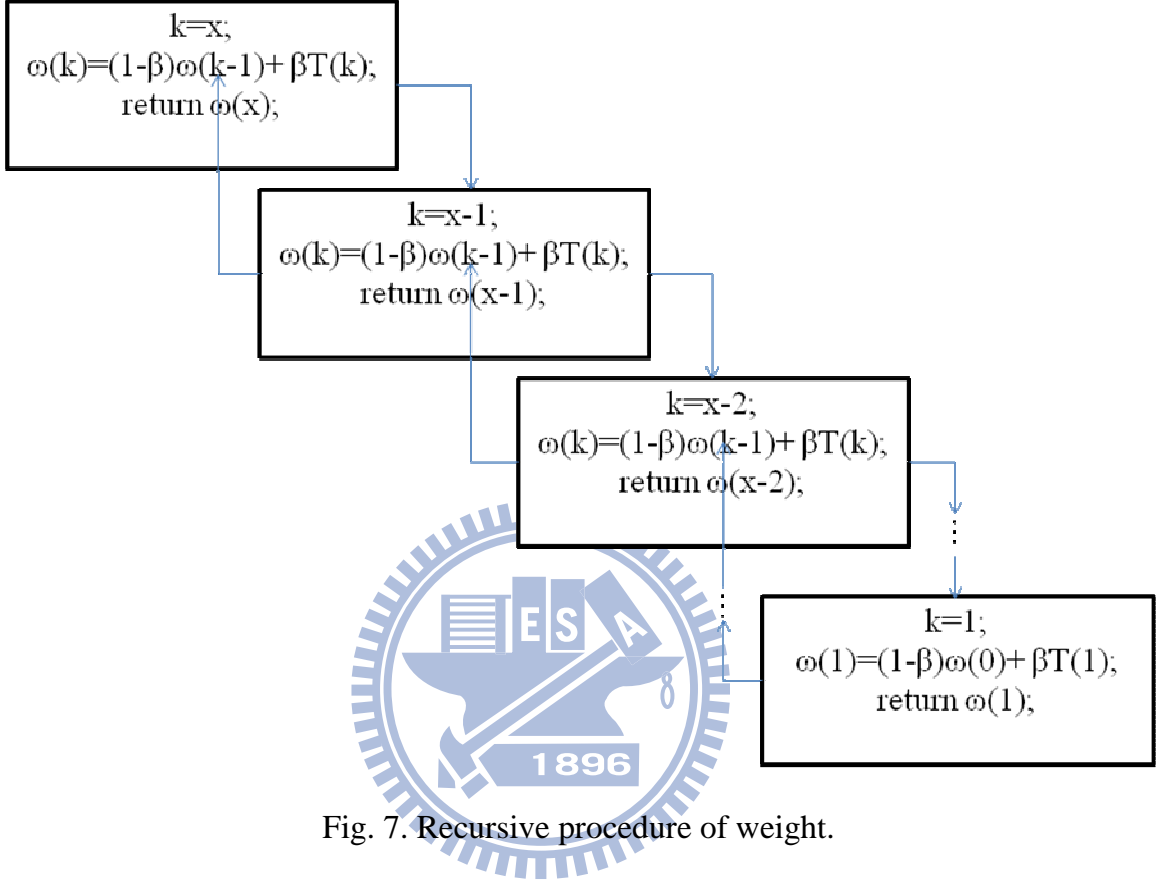 k=x;
ω(k)=(1-β)ω(k-1)+ βT(k);
return ω(x);
k=x-1;
ω(k)=(1-β)ω(k-1)+ βT(k);
return ω(x-1);
k=x-2;
ω(k)=(1-β)ω(k-1)+ βT(k);
return ω(x-2);
k=1;
ω(1)=(1-β)ω(0)+ βT(1);
return ω(1);
E S A
8
1896
Fig. 7. Recursive procedure of weight.